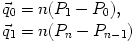 q⃗₀ = n(P₁ − P₀),
q⃗₁ = n(Pₙ − Pₙ₋₁)